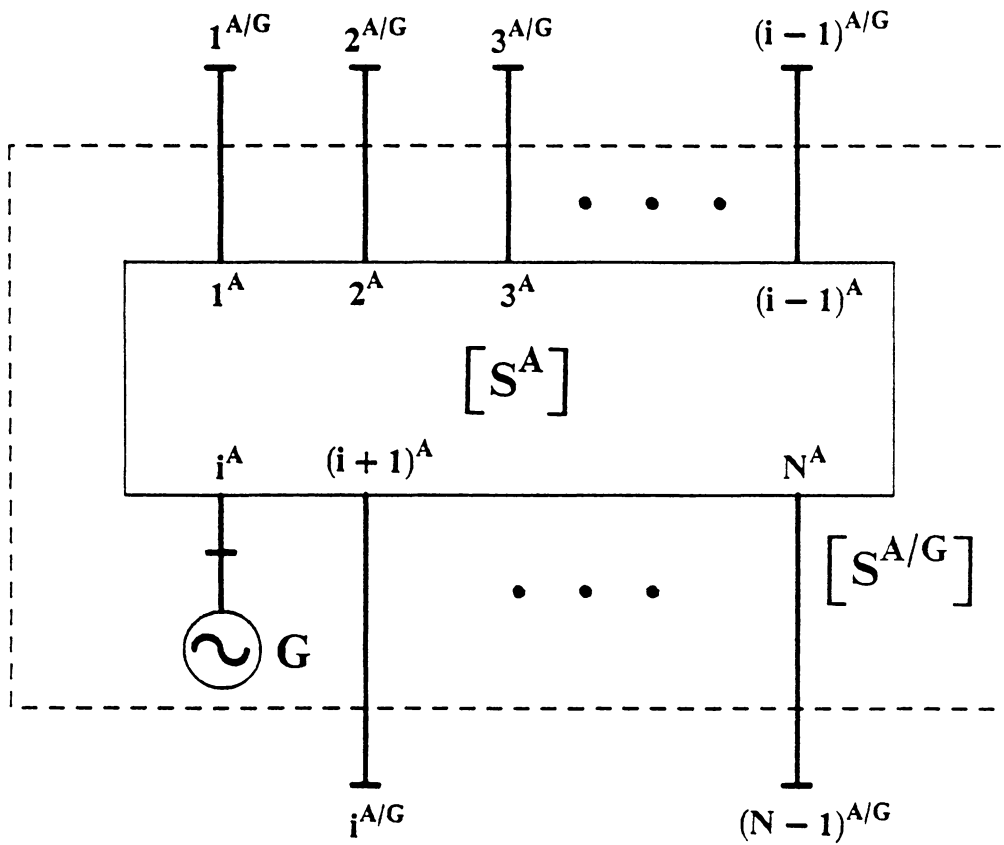 1^A/G 2^A/G 3^A/G (i – 1)^A/G
1^A 2^A 3^A (i – 1)^A
[S^A]
i^A (i + 1)^A N^A
[S^A/G]
G
i^A/G (N – 1)^A/G